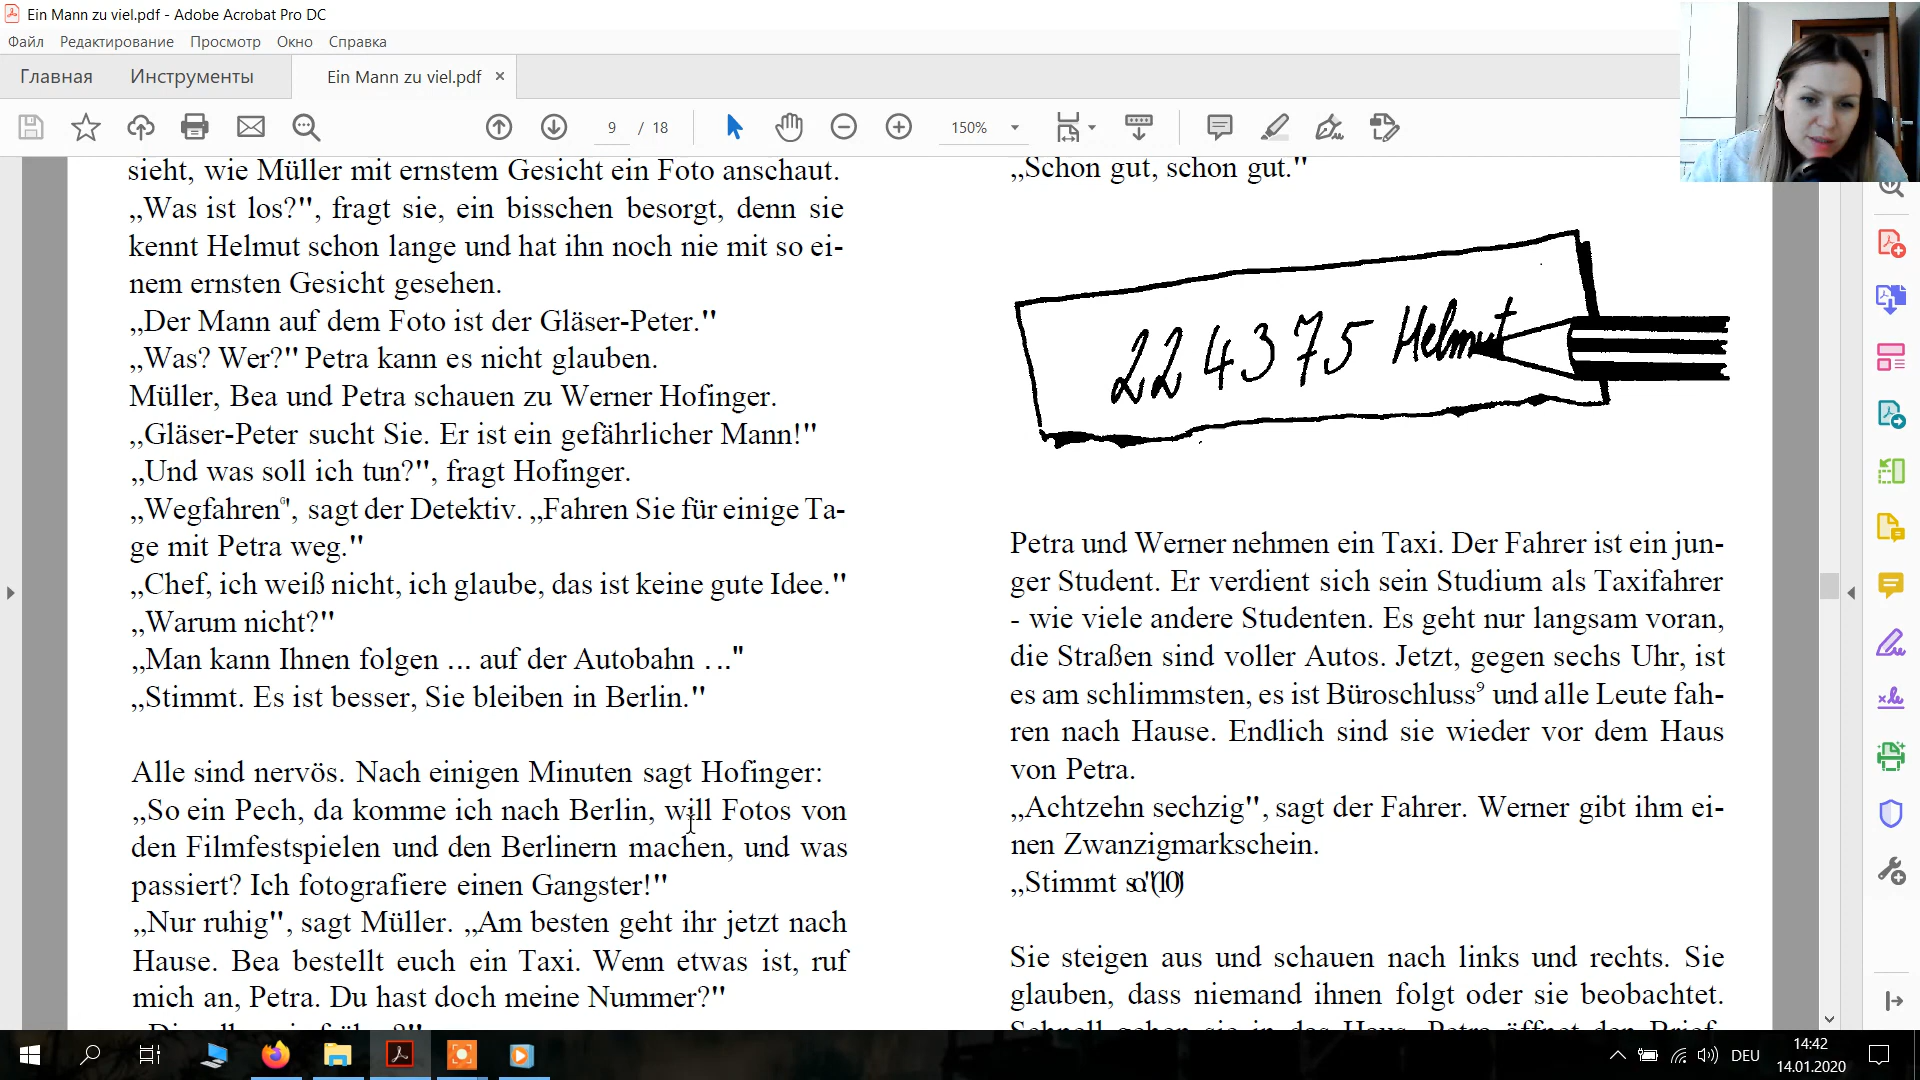 Ein Mann zu viel.pdf - Adobe Acrobat Pro DC
Файл Редактирование Просмотр Окно Справка
Главная Инструменты Ein Mann zu viel.pdf ×
9 / 18 150%
sieht, wie Müller mit ernstem Gesicht ein Foto anschaut.
„Was ist los?", fragt sie, ein bisschen besorgt, denn sie
kennt Helmut schon lange und hat ihn noch nie mit so ei-
nem ernsten Gesicht gesehen.
„Der Mann auf dem Foto ist der Gläser-Peter."
„Was? Wer?" Petra kann es nicht glauben.
Müller, Bea und Petra schauen zu Werner Hofinger.
„Gläser-Peter sucht Sie. Er ist ein gefährlicher Mann!"
„Und was soll ich tun?", fragt Hofinger.
„Wegfahren", sagt der Detektiv. „Fahren Sie für einige Ta-
ge mit Petra weg."
„Chef, ich weiß nicht, ich glaube, das ist keine gute Idee."
„Warum nicht?"
„Man kann Ihnen folgen ... auf der Autobahn ..."
„Stimmt. Es ist besser, Sie bleiben in Berlin."
Alle sind nervös. Nach einigen Minuten sagt Hofinger:
„So ein Pech, da komme ich nach Berlin, will Fotos von
den Filmfestspielen und den Berlinern machen, und was
passiert? Ich fotografiere einen Gangster!"
„Nur ruhig", sagt Müller. „Am besten geht ihr jetzt nach
Hause. Bea bestellt euch ein Taxi. Wenn etwas ist, ruf
mich an, Petra. Du hast doch meine Nummer?"
„Schon gut, schon gut."
224375 Helmut
Petra und Werner nehmen ein Taxi. Der Fahrer ist ein jun-
ger Student. Er verdient sich sein Studium als Taxifahrer
- wie viele andere Studenten. Es geht nur langsam voran,
die Straßen sind voller Autos. Jetzt, gegen sechs Uhr, ist
es am schlimmsten, es ist Büroschluss⁹ und alle Leute fah-
ren nach Hause. Endlich sind sie wieder vor dem Haus
von Petra.
„Achtzehn sechzig", sagt der Fahrer. Werner gibt ihm ei-
nen Zwanzigmarkschein.
„Stimmt so."(10)
Sie steigen aus und schauen nach links und rechts. Sie
glauben, dass niemand ihnen folgt oder sie beobachtet.
Schnell gehen sie in das Haus. Petra öffnet den Brief-
DEU
14:42
14.01.2020